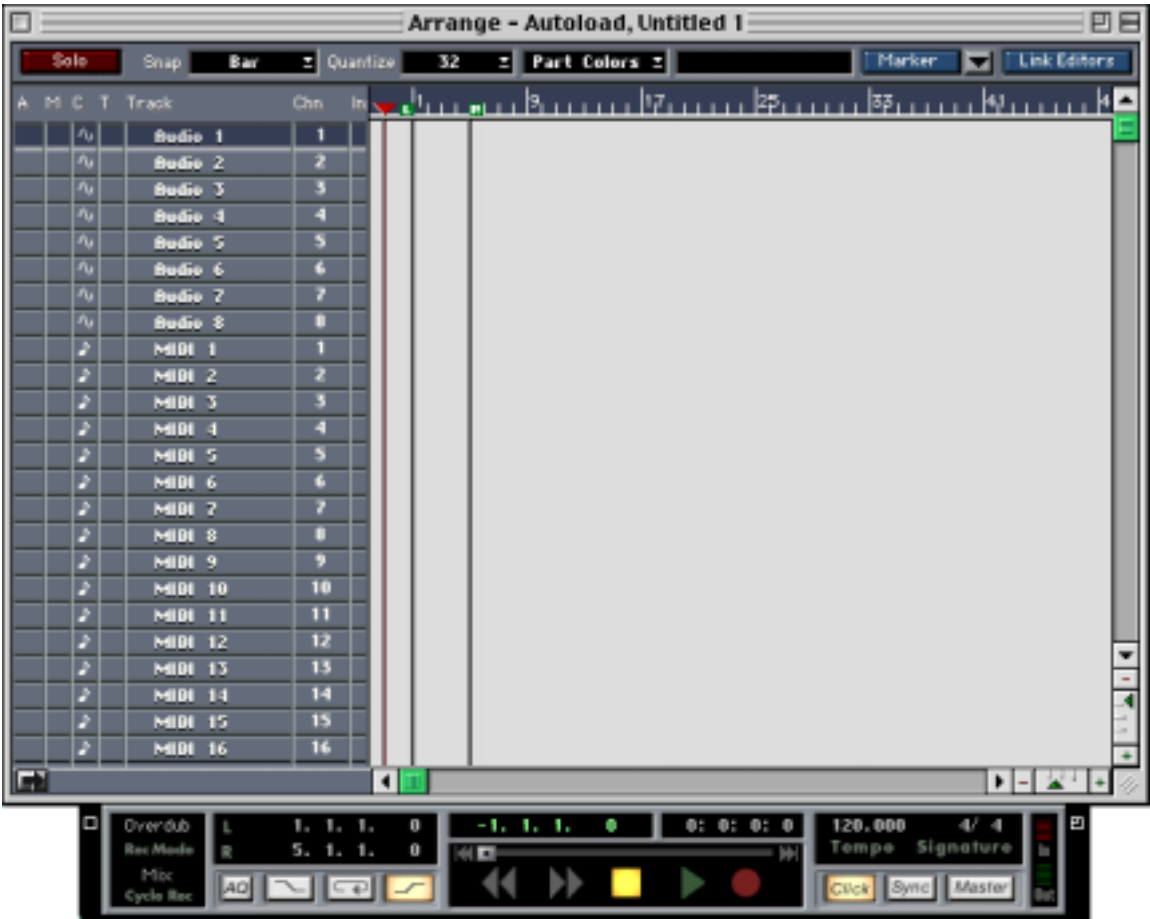 Arrange - Autoload, Untitled 1
Solo Snap Bar Quantize 32 Part Colors Marker Link Editors
A M C T Track Chn In 1 9 17 25 33 41 4
Audio 1 1
Audio 2 2
Audio 3 3
Audio 4 4
Audio 5 5
Audio 6 6
Audio 7 7
Audio 8 8
MIDI 1 1
MIDI 2 2
MIDI 3 3
MIDI 4 4
MIDI 5 5
MIDI 6 6
MIDI 7 7
MIDI 8 8
MIDI 9 9
MIDI 10 10
MIDI 11 11
MIDI 12 12
MIDI 13 13
MIDI 14 14
MIDI 15 15
MIDI 16 16
Overdub L 1. 1. 1. 0 -1. 1. 1. 0 0: 0: 0: 0 120.000 4/ 4
Rec Mode R 5. 1. 1. 0 Tempo Signature In
Mix
Cycle Rec AQ Click Sync Master Out